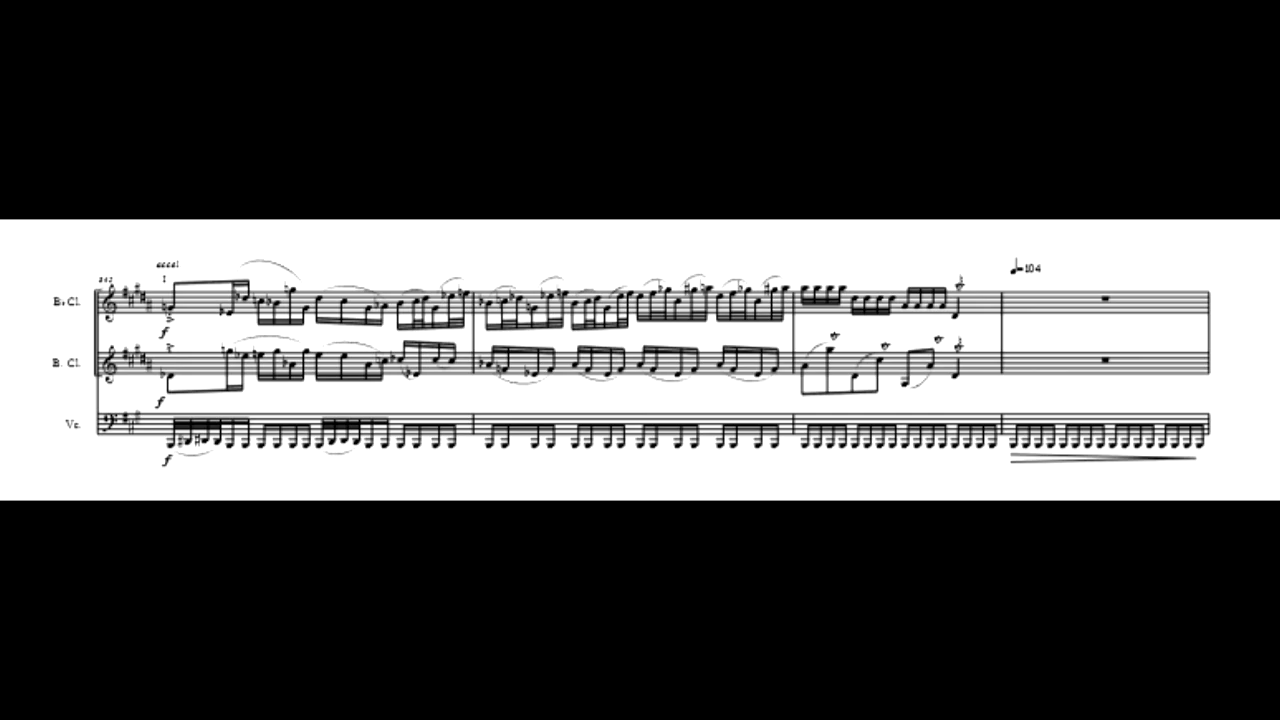 accel
B♭ Cl.
f
B. Cl.
f
Vc.
f
♩=104